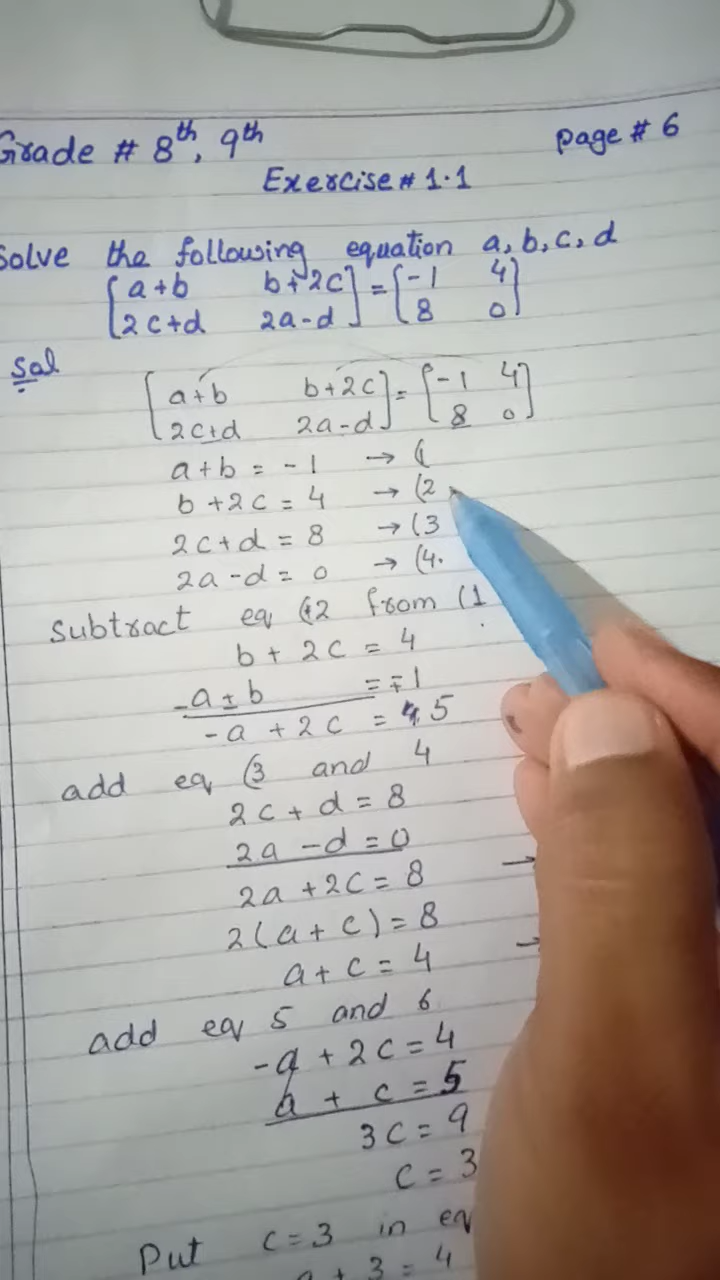 Grade # 8th, 9th page # 6
Exercise # 1.1
Solve the following equation a, b, c, d
[a+b b+2c] = [-1 4]
[2c+d 2a-d] [8 0]
Sol
[a+b b+2c] = [-1 4]
[2c+d 2a-d] [8 0]
a+b = -1 → (1
b+2c = 4 → (2
2c+d = 8 → (3
2a-d = 0 → (4.
Subtract eq (2 from (1
b + 2c = 4
-a ± b = ∓1
-a + 2c = 5
add eq (3 and 4
2c + d = 8
2a - d = 0
2a + 2c = 8 →
2(a + c) = 8
a + c = 4 →
add eq 5 and 6
-a + 2c = 4
a + c = 5
3c = 9
c = 3
Put c = 3 in eq
a + 3 = 4